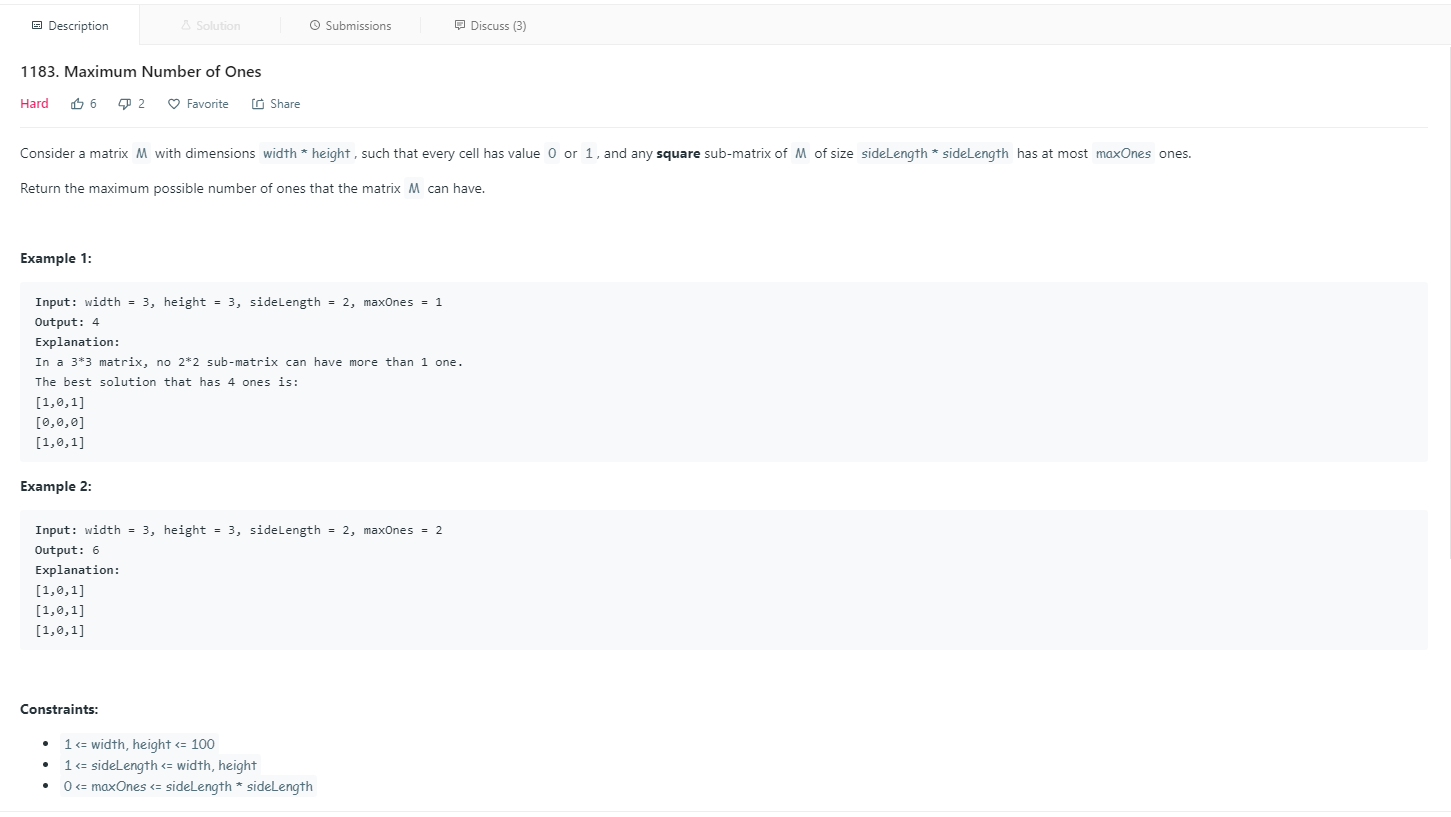 Description Solution Submissions Discuss (3)
1183. Maximum Number of Ones
Hard 6 2 Favorite Share
Consider a matrix M with dimensions width * height, such that every cell has value 0 or 1, and any square sub-matrix of M of size sideLength * sideLength has at most maxOnes ones.
Return the maximum possible number of ones that the matrix M can have.
Example 1:
Input: width = 3, height = 3, sideLength = 2, maxOnes = 1
Output: 4
Explanation:
In a 3*3 matrix, no 2*2 sub-matrix can have more than 1 one.
The best solution that has 4 ones is:
[1,0,1]
[0,0,0]
[1,0,1]
Example 2:
Input: width = 3, height = 3, sideLength = 2, maxOnes = 2
Output: 6
Explanation:
[1,0,1]
[1,0,1]
[1,0,1]
Constraints:
• 1 <= width, height <= 100
• 1 <= sideLength <= width, height
• 0 <= maxOnes <= sideLength * sideLength